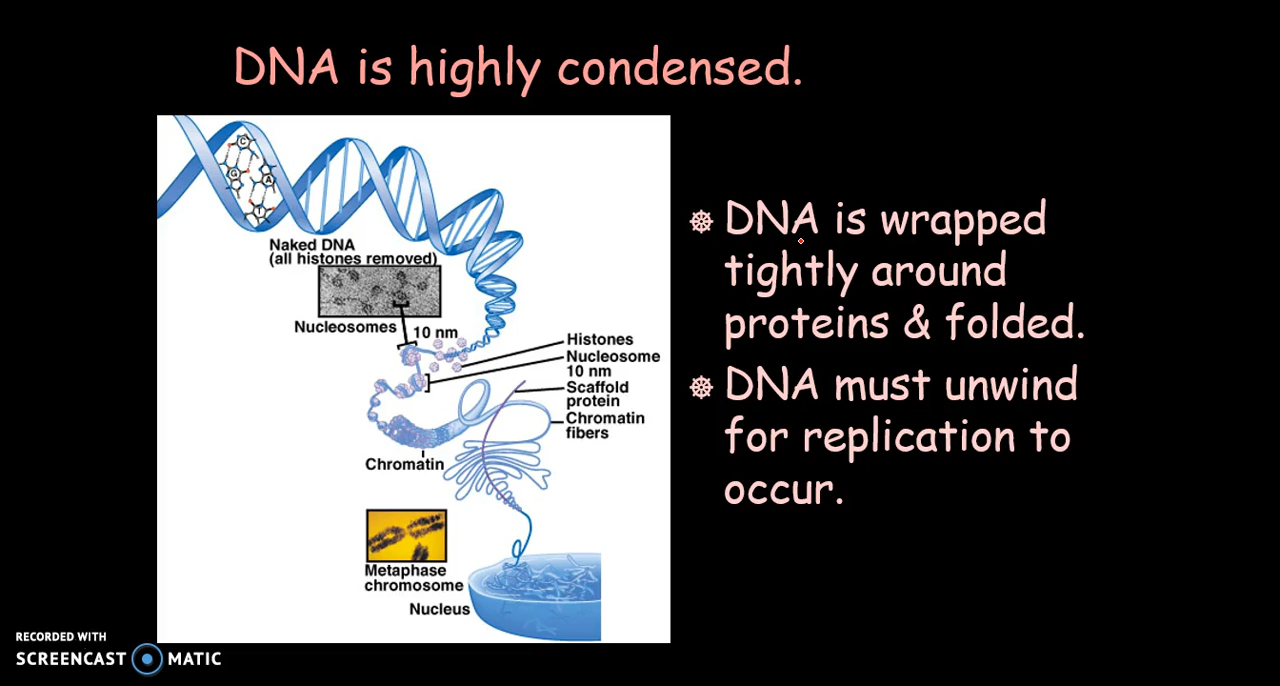 DNA is highly condensed.
C
G
A
T
Naked DNA
(all histones removed)
Nucleosomes
10 nm
Histones
Nucleosome
10 nm
Scaffold
protein
Chromatin
fibers
Chromatin
Metaphase
chromosome
Nucleus
DNA is wrapped
tightly around
proteins & folded.
DNA must unwind
for replication to
occur.
RECORDED WITH
SCREENCAST MATIC